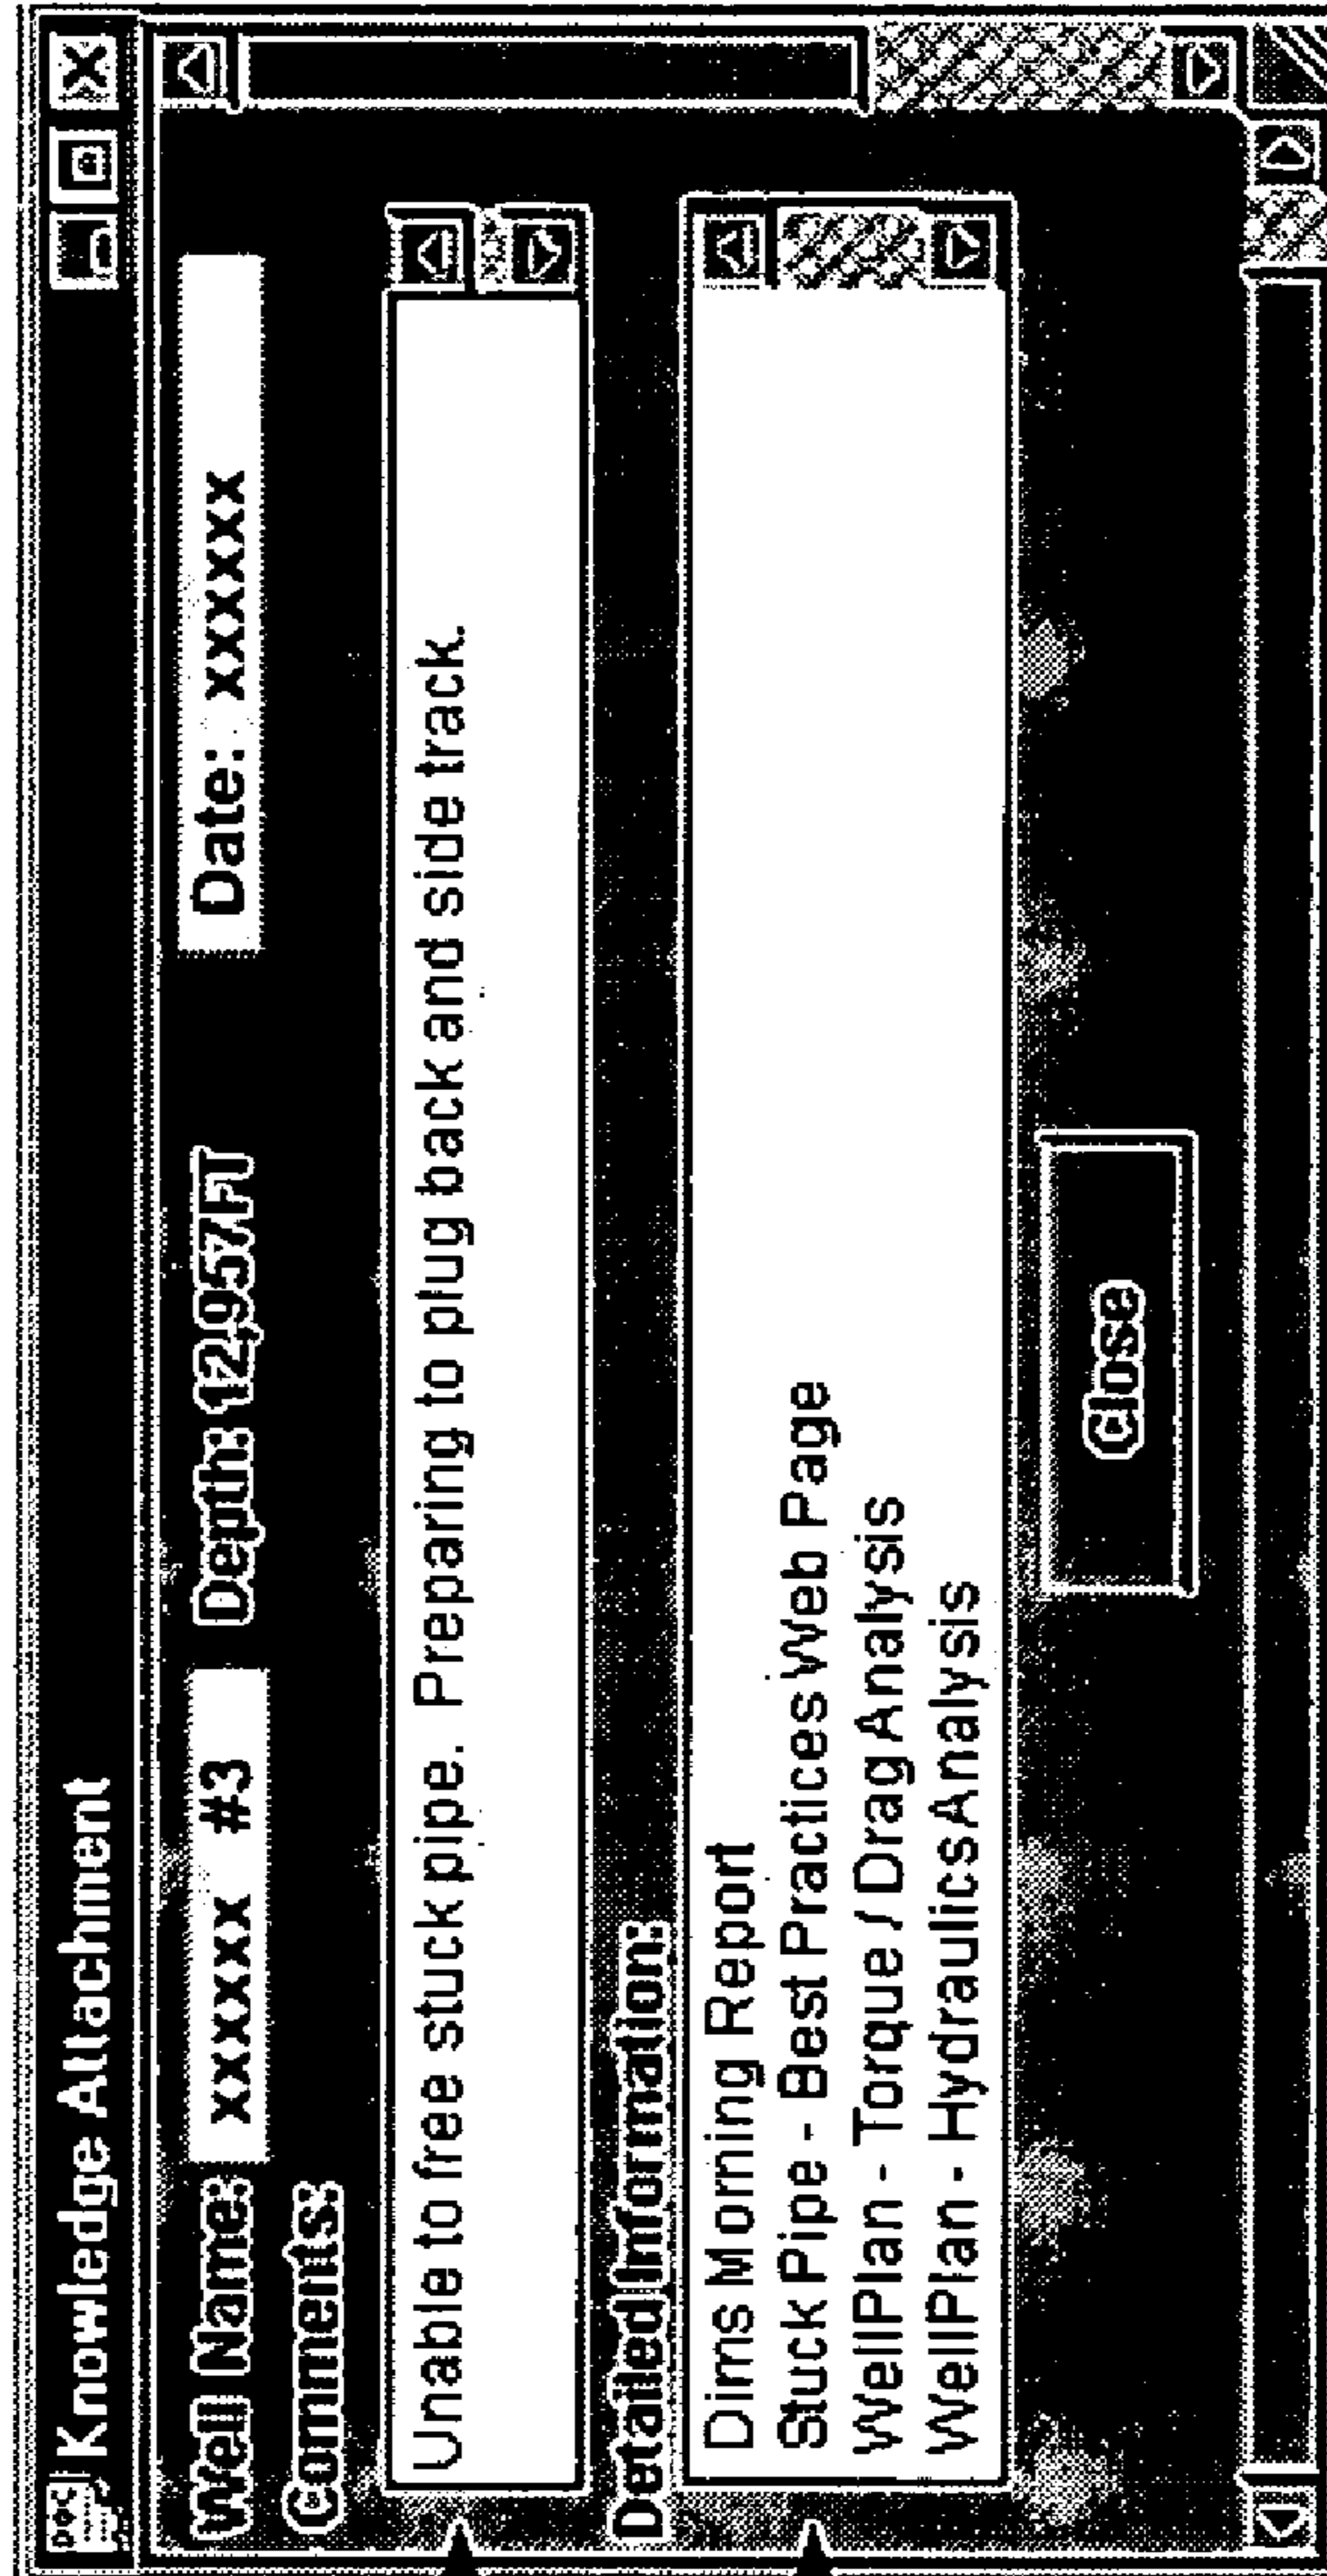 Knowledge Attachment
Well Name: xxxxx #3 Depth: 12,957FT Date: xxxxx
Comments:
Unable to free stuck pipe. Preparing to plug back and side track.
Detailed Information:
Dims Morning Report
Stuck Pipe - Best Practices Web Page
WellPlan - Torque / Drag Analysis
WellPlan - Hydraulics Analysis
Close